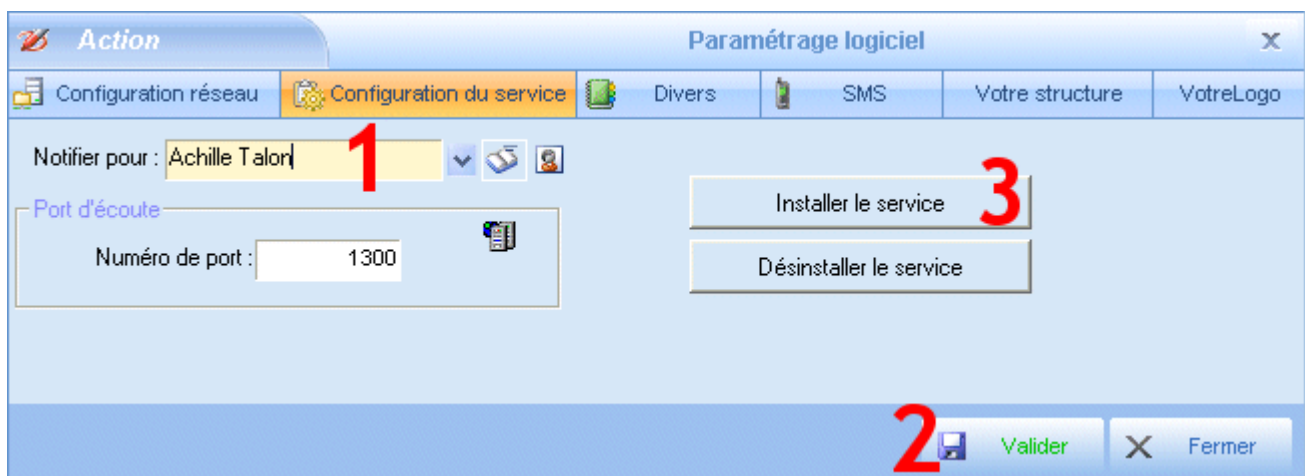 Action
Paramétrage logiciel
Configuration réseau
Configuration du service
Divers
SMS
Votre structure
VotreLogo
Notifier pour : Achille Talon
1
Port d'écoute
Numéro de port : 1300
Installer le service 3
Désinstaller le service
2 Valider
Fermer